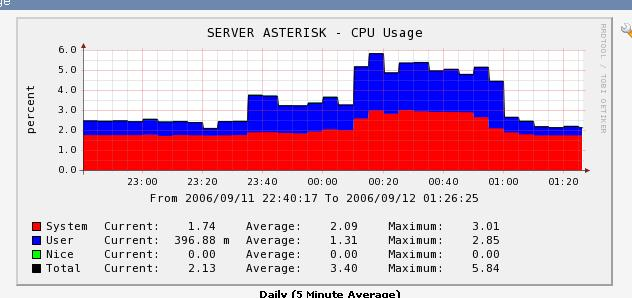 ge
SERVER ASTERISK - CPU Usage
RRDTOOL / TOBI OETIKER
percent
6.0
5.0
4.0
3.0
2.0
1.0
0.0
23:00 23:20 23:40 00:00 00:20 00:40 01:00 01:20
From 2006/09/11 22:40:17 To 2006/09/12 01:26:25
System Current: 1.74 Average: 2.09 Maximum: 3.01
User Current: 396.88 m Average: 1.31 Maximum: 2.85
Nice Current: 0.00 Average: 0.00 Maximum: 0.00
Total Current: 2.13 Average: 3.40 Maximum: 5.84
Daily (5 Minute Average)